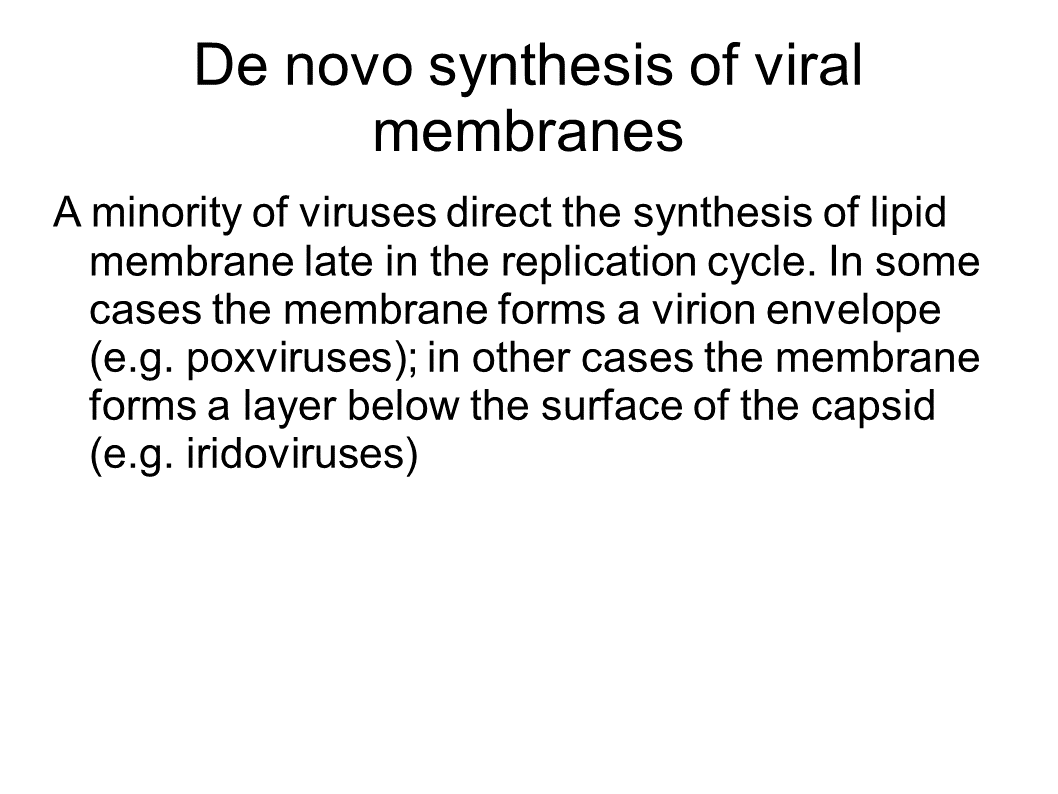 De novo synthesis of viral
membranes
A minority of viruses direct the synthesis of lipid
membrane late in the replication cycle. In some
cases the membrane forms a virion envelope
(e.g. poxviruses); in other cases the membrane
forms a layer below the surface of the capsid
(e.g. iridoviruses)